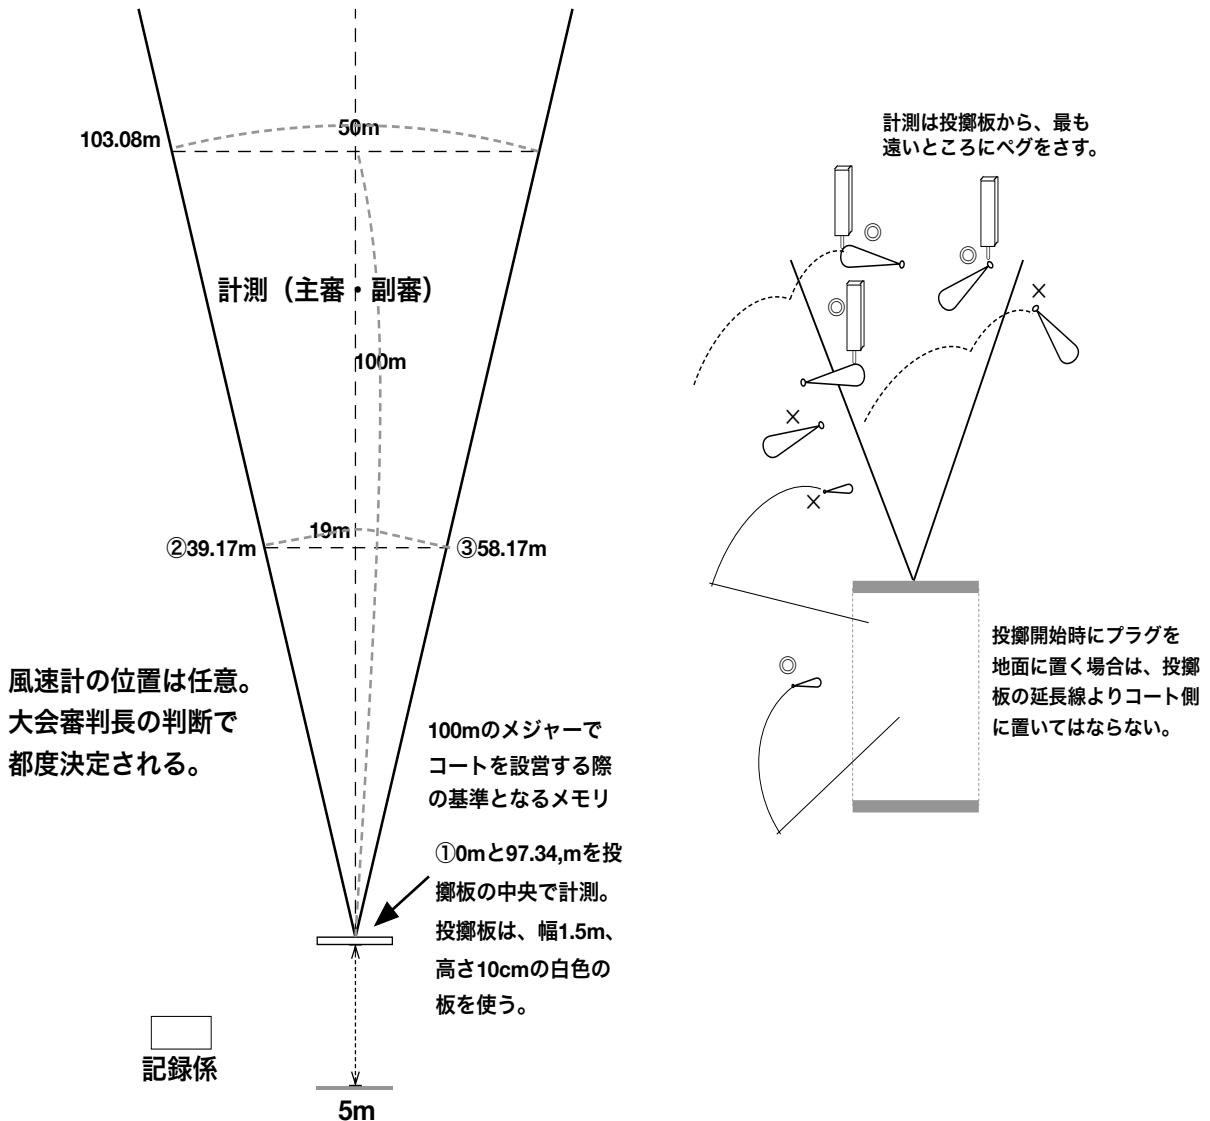 50m
103.08m
計測（主審・副審）
100m
19m
②39.17m
③58.17m
風速計の位置は任意。
大会審判長の判断で
都度決定される。
100mのメジャーで
コートを設営する際
の基準となるメモリ
①0mと97.34,mを投
擲板の中央で計測。
投擲板は、幅1.5m、
高さ10cmの白色の
板を使う。
記録係
5m
計測は投擲板から、最も
遠いところにペグをさす。
投擲開始時にプラグを
地面に置く場合は、投擲
板の延長線よりコート側
に置いてはならない。